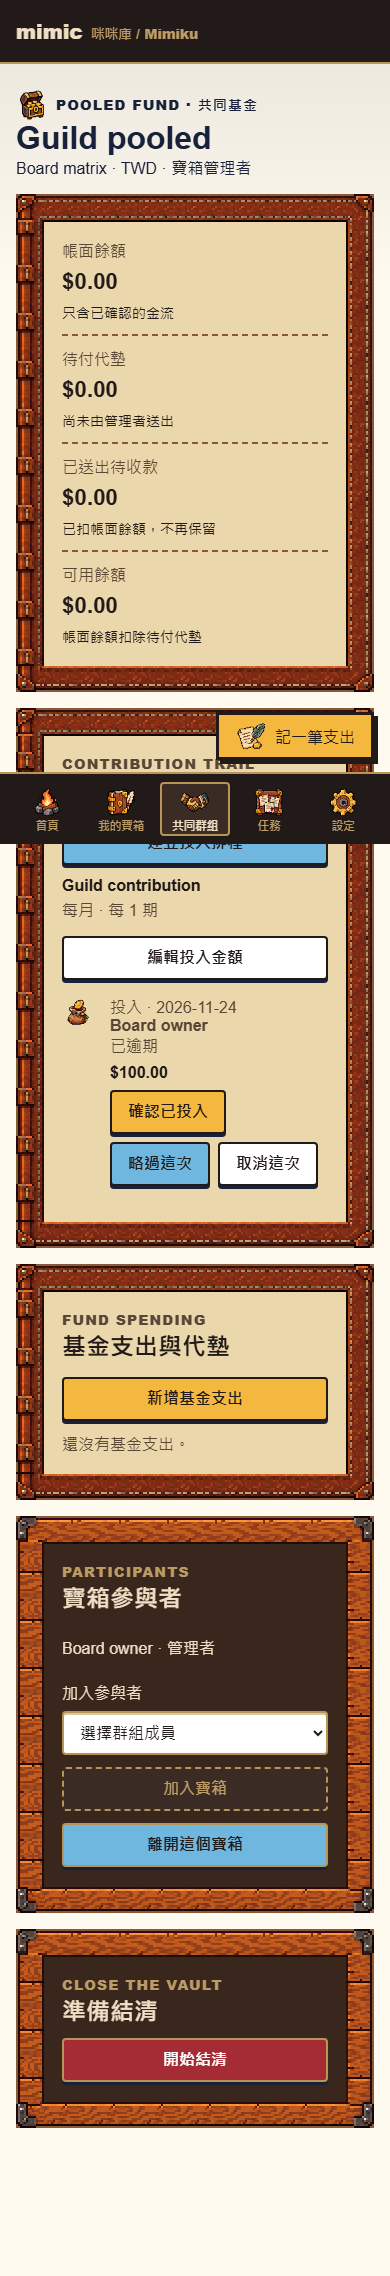 mimic 咪咪庫 / Mimiku
POOLED FUND · 共同基金
Guild pooled
Board matrix · TWD · 寶箱管理者
帳面餘額
$0.00
只含已確認的金流
待付代墊
$0.00
尚未由管理者送出
已送出待收款
$0.00
已扣帳面餘額，不再保留
可用餘額
$0.00
帳面餘額扣除待付代墊
記一筆支出
CONTRIBUTION TRAIL
首頁
我的寶箱
共同群組
任務
設定
Guild contribution
每月 · 每 1 期
編輯投入金額
投入 · 2026-11-24
Board owner
已逾期
$100.00
確認已投入
略過這次
取消這次
FUND SPENDING
基金支出與代墊
新增基金支出
還沒有基金支出。
PARTICIPANTS
寶箱參與者
Board owner · 管理者
加入參與者
選擇群組成員
加入寶箱
離開這個寶箱
CLOSE THE VAULT
準備結清
開始結清